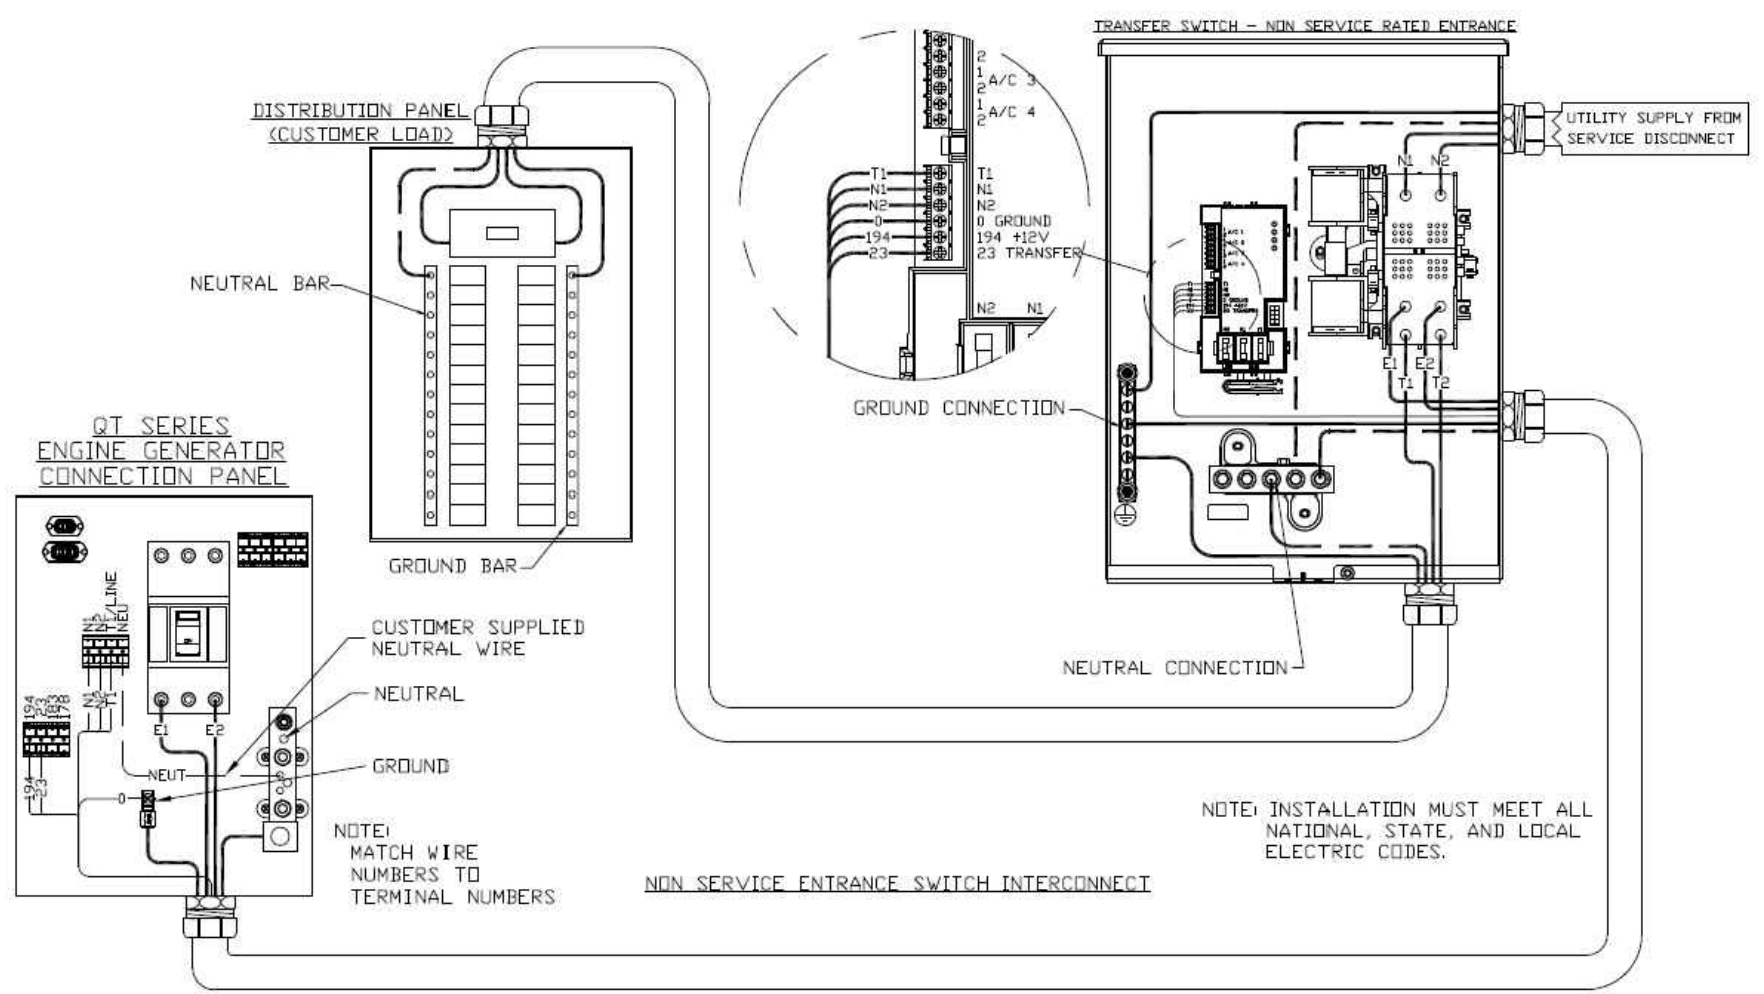 TRANSFER SWITCH - NON SERVICE RATED ENTRANCE
DISTRIBUTION PANEL
(CUSTOMER LOAD)
2
1
A/C 3
2
1
A/C 4
2
T1
N1
N2
0
194
23
T1
N1
N2
0 GROUND
194 +12V
23 TRANSFER
N2
N1
UTILITY SUPPLY FROM
SERVICE DISCONNECT
N1
N2
E1
E2
T1
T2
NEUTRAL BAR
GROUND CONNECTION
QT SERIES
ENGINE GENERATOR
CONNECTION PANEL
GROUND BAR
N1
N2
T1/LINE
NEU
CUSTOMER SUPPLIED
NEUTRAL WIRE
NEUTRAL CONNECTION
NEUTRAL
194
23
183
178
N1
N2
T1
E1
E2
GROUND
NEUT
194
23
0
NOTE:
MATCH WIRE
NUMBERS TO
TERMINAL NUMBERS
NOTE: INSTALLATION MUST MEET ALL
NATIONAL, STATE, AND LOCAL
ELECTRIC CODES.
NON SERVICE ENTRANCE SWITCH INTERCONNECT